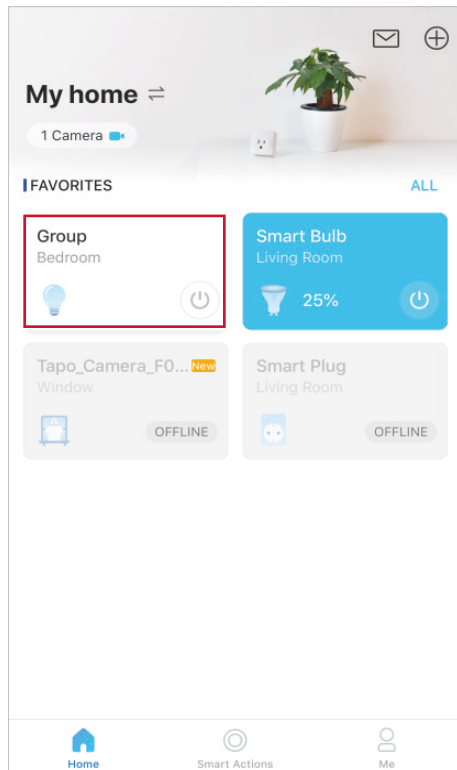 My home
1 Camera
FAVORITES
ALL
Group
Bedroom
Smart Bulb
Living Room
25%
Tapo_Camera_F0... New
Window
OFFLINE
Smart Plug
Living Room
OFFLINE
Home
Smart Actions
Me